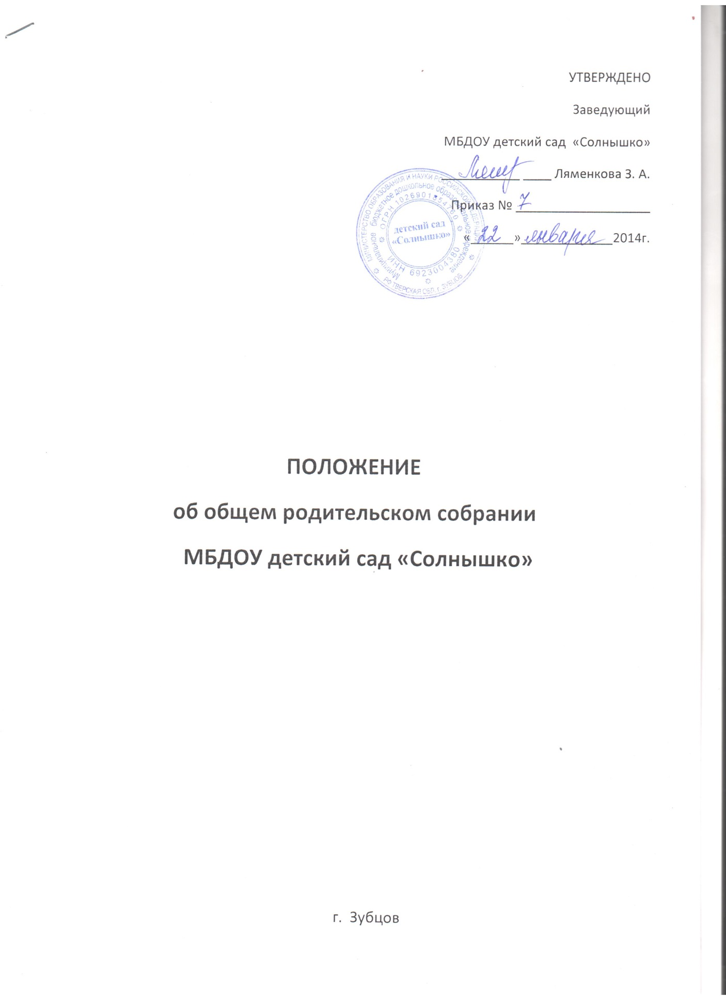 УТВЕРЖДЕНО
Заведующий
МБДОУ детский сад «Солнышко»
Ляменкова З. А.
Приказ № 7
«22» января 2014г.
МИНИСТЕРСТВО ОБРАЗОВАНИЯ И НАУКИ РОССИЙСКОЙ ФЕДЕРАЦИИ
РФ ТВЕРСКАЯ ОБЛ. г. ЗУБЦОВ
Муниципальное бюджетное дошкольное образовательное учреждение
ОГРН 1026901854760
ИНН 6923004380
детский сад
«Солнышко»
ПОЛОЖЕНИЕ
об общем родительском собрании
МБДОУ детский сад «Солнышко»
г. Зубцов